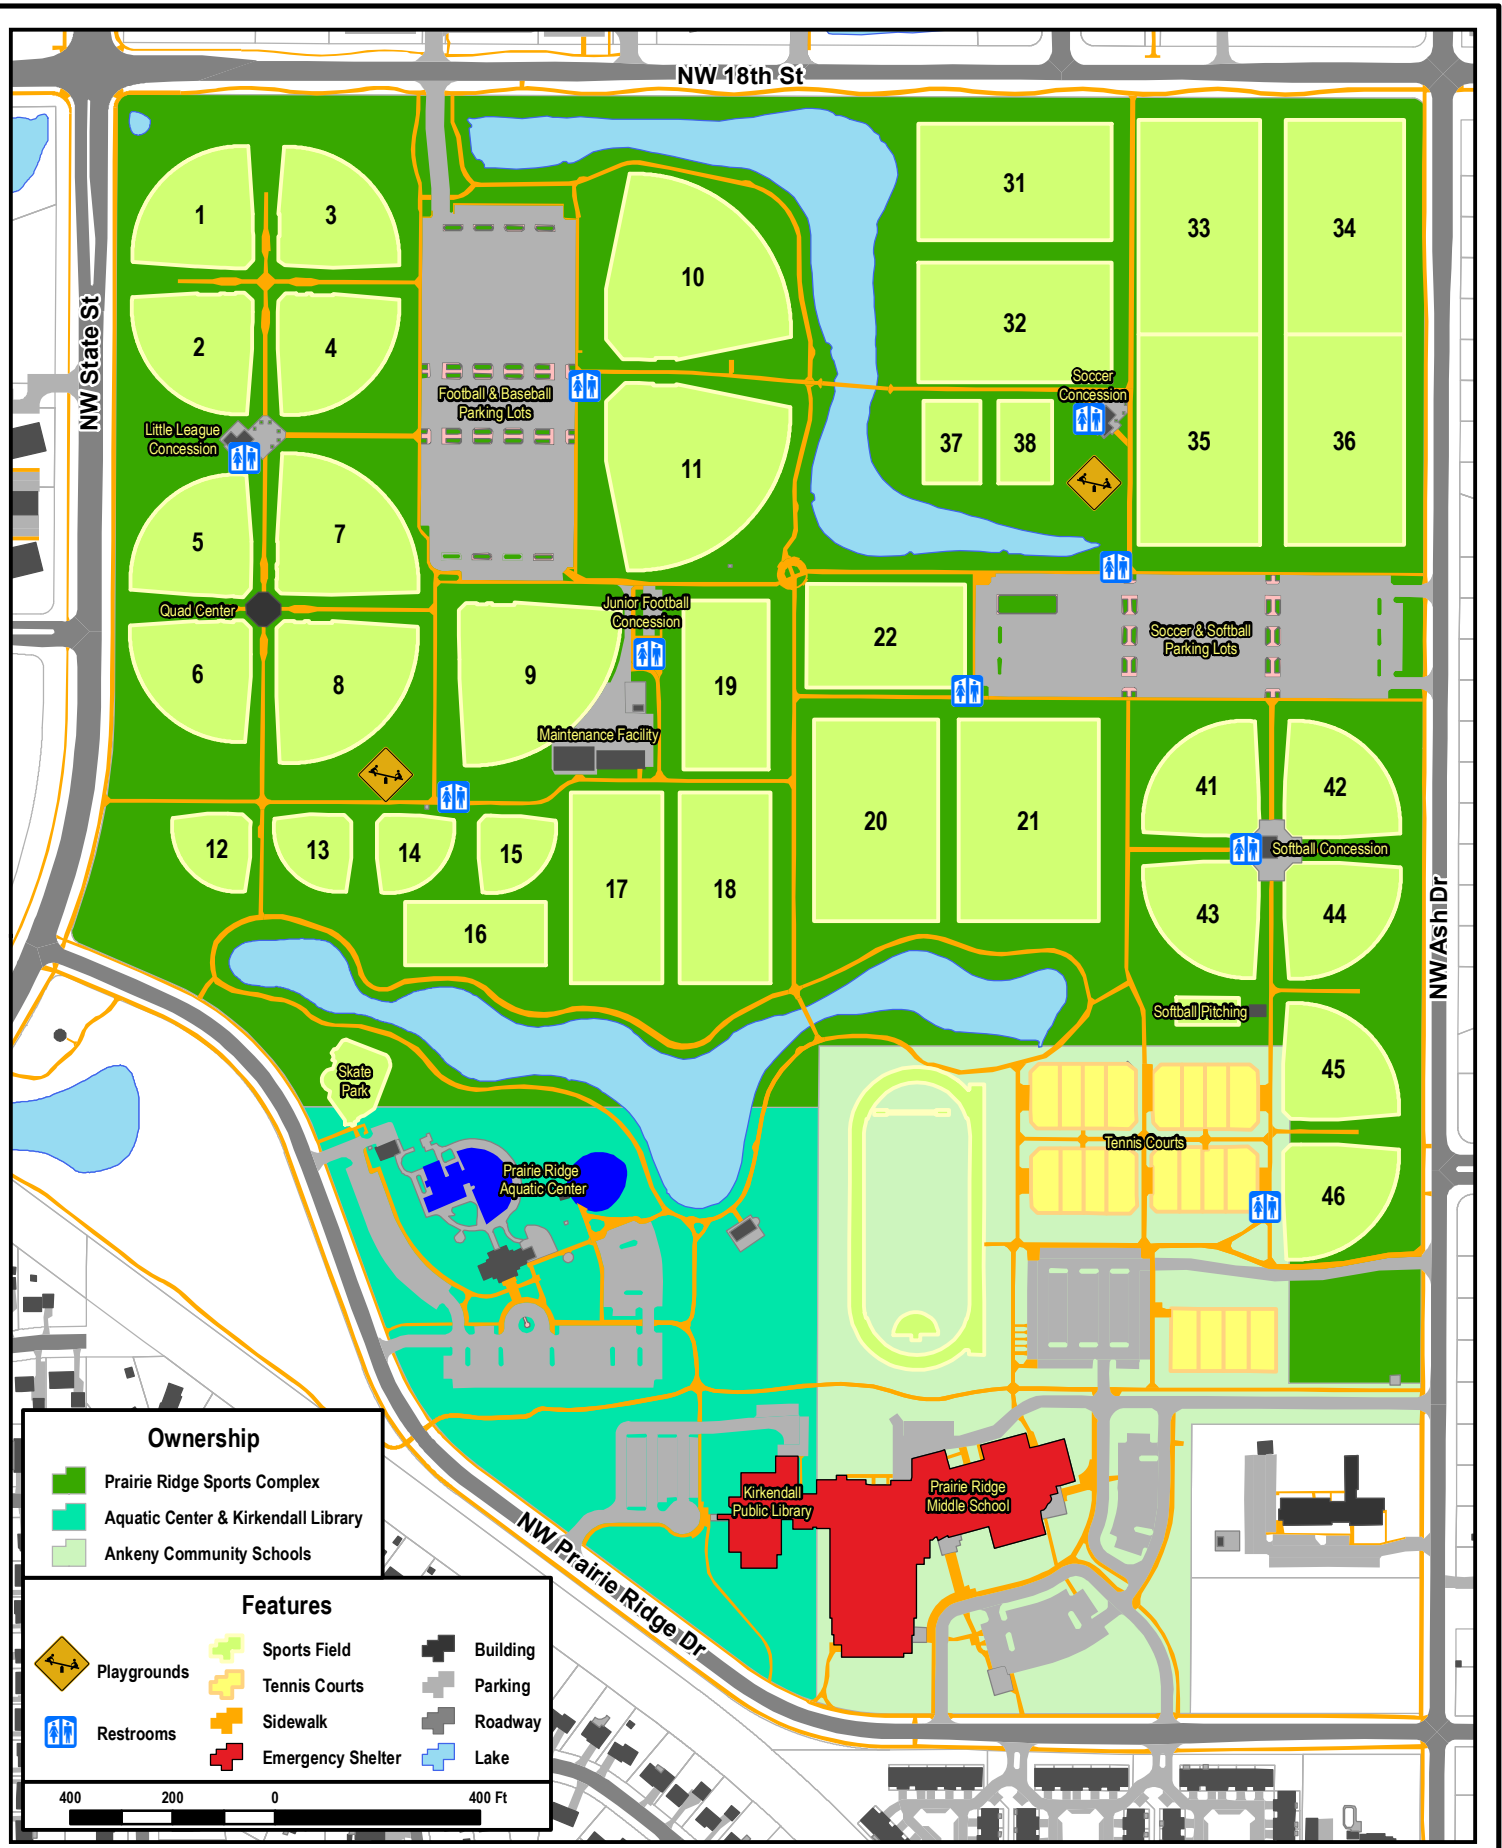 NW 18th St
NW State St
NW Ash Dr
NW Prairie Ridge Dr
1
3
2
4
Little League
Concession
5
7
Quad Center
6
8
Football & Baseball
Parking Lots
10
11
31
32
33
34
35
36
37
38
Soccer
Concession
Junior Football
Concession
9
19
22
Soccer & Softball
Parking Lots
Maintenance Facility
12
13
14
15
16
17
18
20
21
41
42
Softball Concession
43
44
Softball Pitching
45
46
Skate
Park
Tennis Courts
Prairie Ridge
Aquatic Center
Kirkendall
Public Library
Prairie Ridge
Middle School
Ownership
Prairie Ridge Sports Complex
Aquatic Center & Kirkendall Library
Ankeny Community Schools
Features
Playgrounds
Restrooms
Sports Field
Tennis Courts
Sidewalk
Emergency Shelter
Building
Parking
Roadway
Lake
400 200 0 400 Ft